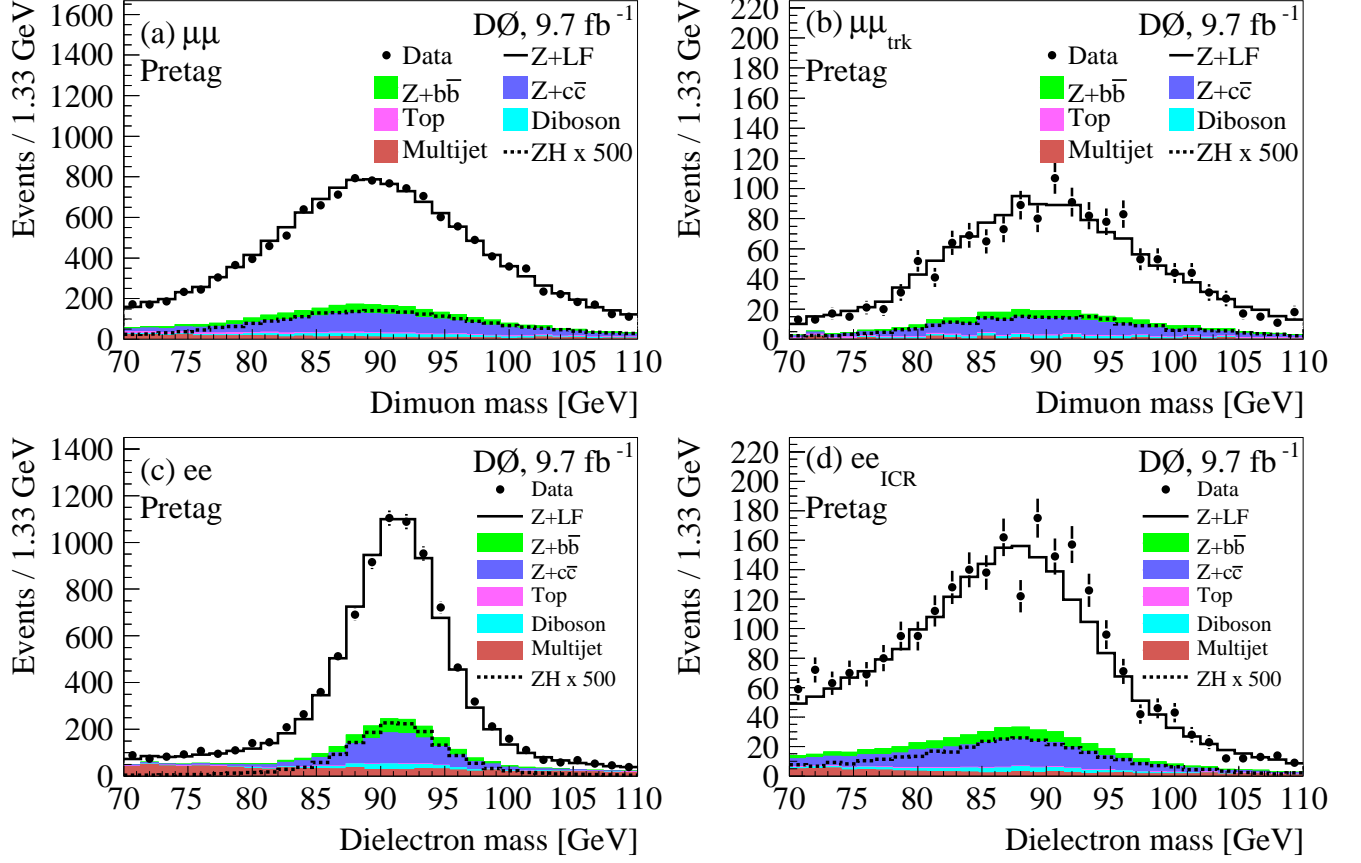 (a) μμ
Pretag
DØ, 9.7 fb⁻¹
Data
Z+LF
Z+bb̅
Z+cc̅
Top
Diboson
Multijet
ZH x 500
Events / 1.33 GeV
1600
1400
1200
1000
800
600
400
200
0
70 75 80 85 90 95 100 105 110
Dimuon mass [GeV]
(b) μμ_trk
Pretag
DØ, 9.7 fb⁻¹
Data
Z+LF
Z+bb̅
Z+cc̅
Top
Diboson
Multijet
ZH x 500
Events / 1.33 GeV
220
200
180
160
140
120
100
80
60
40
20
0
70 75 80 85 90 95 100 105 110
Dimuon mass [GeV]
(c) ee
Pretag
DØ, 9.7 fb⁻¹
Data
Z+LF
Z+bb̅
Z+cc̅
Top
Diboson
Multijet
ZH x 500
Events / 1.33 GeV
1400
1200
1000
800
600
400
200
0
70 75 80 85 90 95 100 105 110
Dielectron mass [GeV]
(d) ee_ICR
Pretag
DØ, 9.7 fb⁻¹
Data
Z+LF
Z+bb̅
Z+cc̅
Top
Diboson
Multijet
ZH x 500
Events / 1.33 GeV
220
200
180
160
140
120
100
80
60
40
20
0
70 75 80 85 90 95 100 105 110
Dielectron mass [GeV]